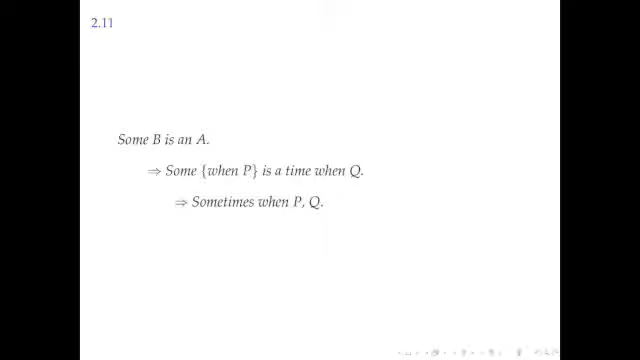 2.11
Some B is an A.
⇒ Some {when P} is a time when Q.
⇒ Sometimes when P, Q.